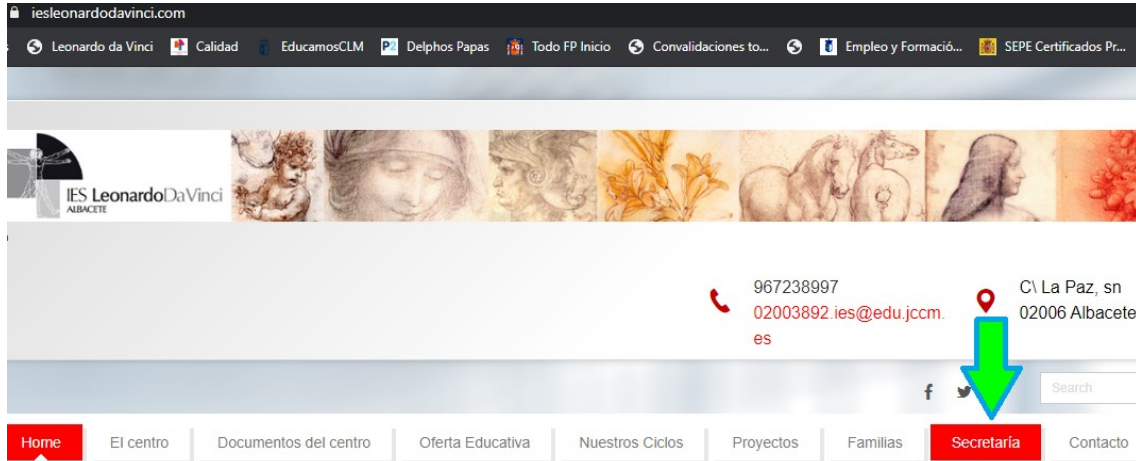 iesleonardodavinci.com
s Leonardo da Vinci Calidad EducamosCLM P2 Delphos Papas Todo FP Inicio Convalidaciones to... Empleo y Formació... SEPE Certificados Pr...
IES LeonardoDaVinci
ALBACETE
967238997
02003892.ies@edu.jccm.
es
C\ La Paz, sn
02006 Albacete
f Search
Home El centro Documentos del centro Oferta Educativa Nuestros Ciclos Proyectos Familias Secretaría Contacto